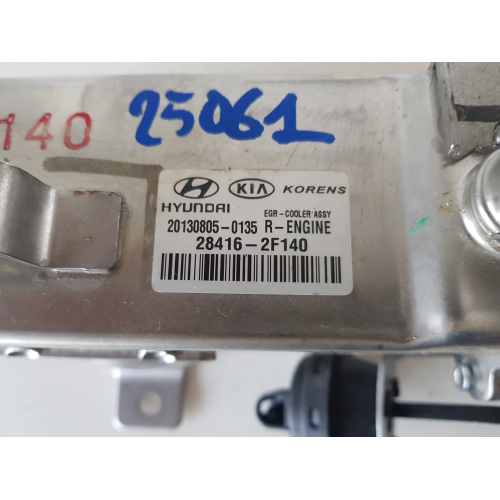 140
25061
HYUNDAI KIA KORENS
EGR-COOLER ASSY
20130805-0135 R-ENGINE
28416-2F140